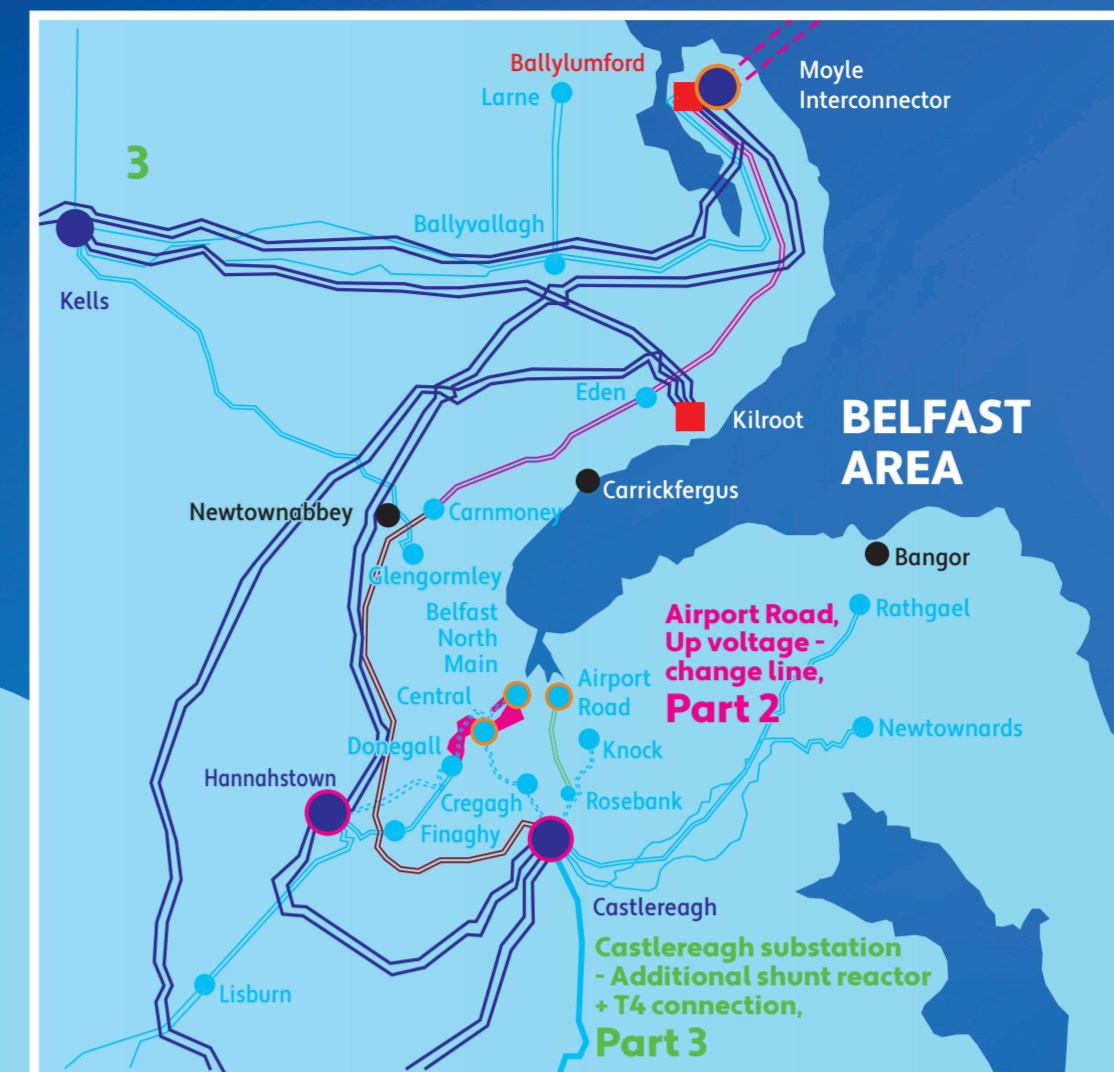 Ballylumford
Larne
Moyle
Interconnector
3
Ballyvallagh
Kells
Eden
Kilroot
BELFAST
AREA
Carrickfergus
Newtownabbey
Carnmoney
Bangor
Glengormley
Belfast
North
Main
Rathgael
Airport Road,
Up voltage -
change line,
Part 2
Central
Airport
Road
Newtownards
Donegall
Knock
Hannahstown
Cregagh
Rosebank
Finaghy
Castlereagh
Castlereagh substation
- Additional shunt reactor
+ T4 connection,
Part 3
Lisburn